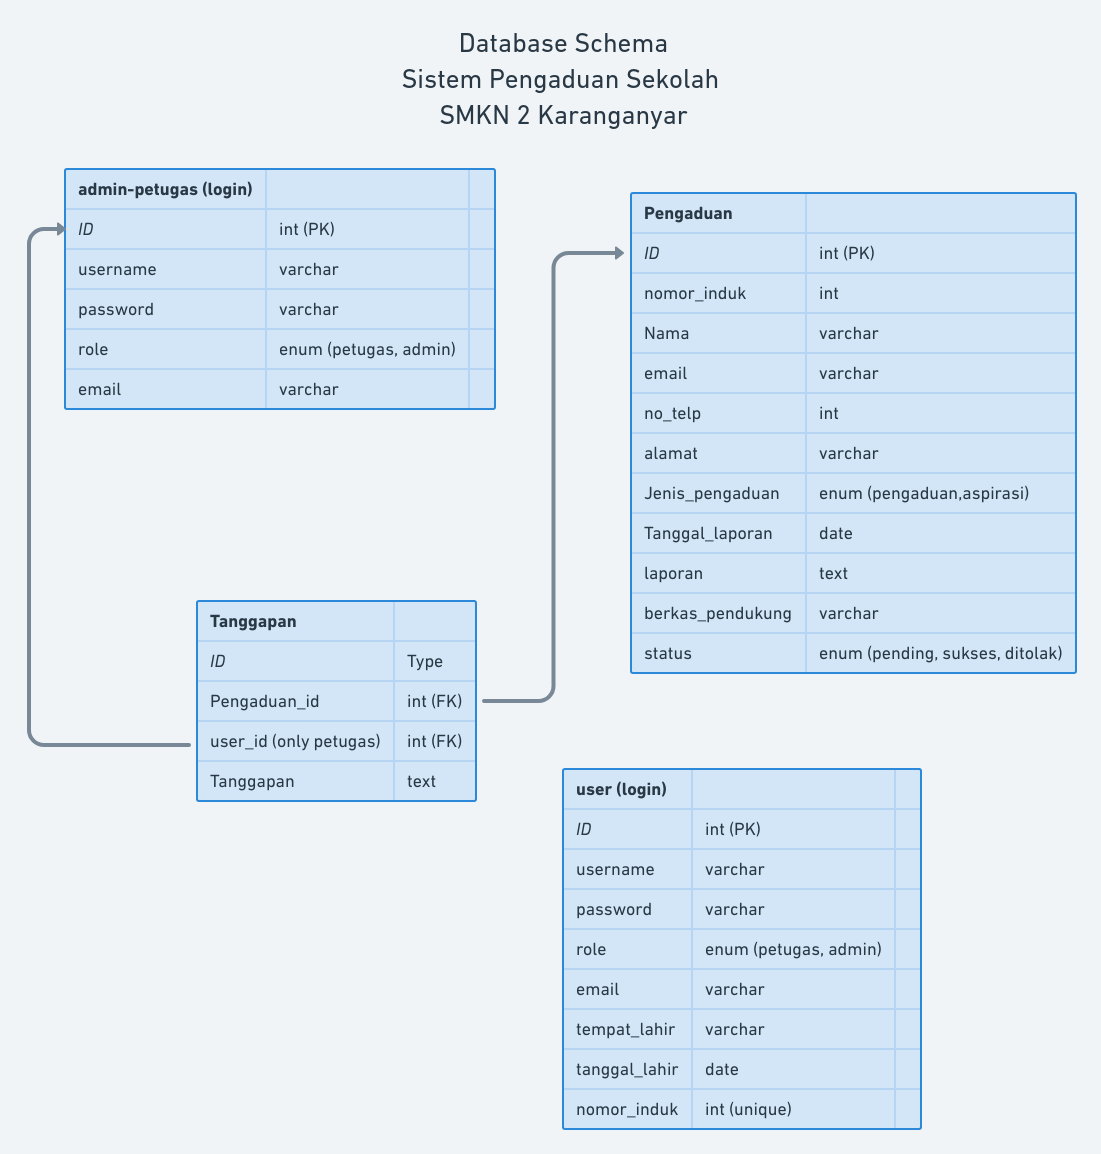 Database Schema
Sistem Pengaduan Sekolah
SMKN 2 Karanganyar
admin-petugas (login)
ID int (PK)
username varchar
password varchar
role enum (petugas, admin)
email varchar
Pengaduan
ID int (PK)
nomor_induk int
Nama varchar
email varchar
no_telp int
alamat varchar
Jenis_pengaduan enum (pengaduan,aspirasi)
Tanggal_laporan date
laporan text
berkas_pendukung varchar
status enum (pending, sukses, ditolak)
Tanggapan
ID Type
Pengaduan_id int (FK)
user_id (only petugas) int (FK)
Tanggapan text
user (login)
ID int (PK)
username varchar
password varchar
role enum (petugas, admin)
email varchar
tempat_lahir varchar
tanggal_lahir date
nomor_induk int (unique)